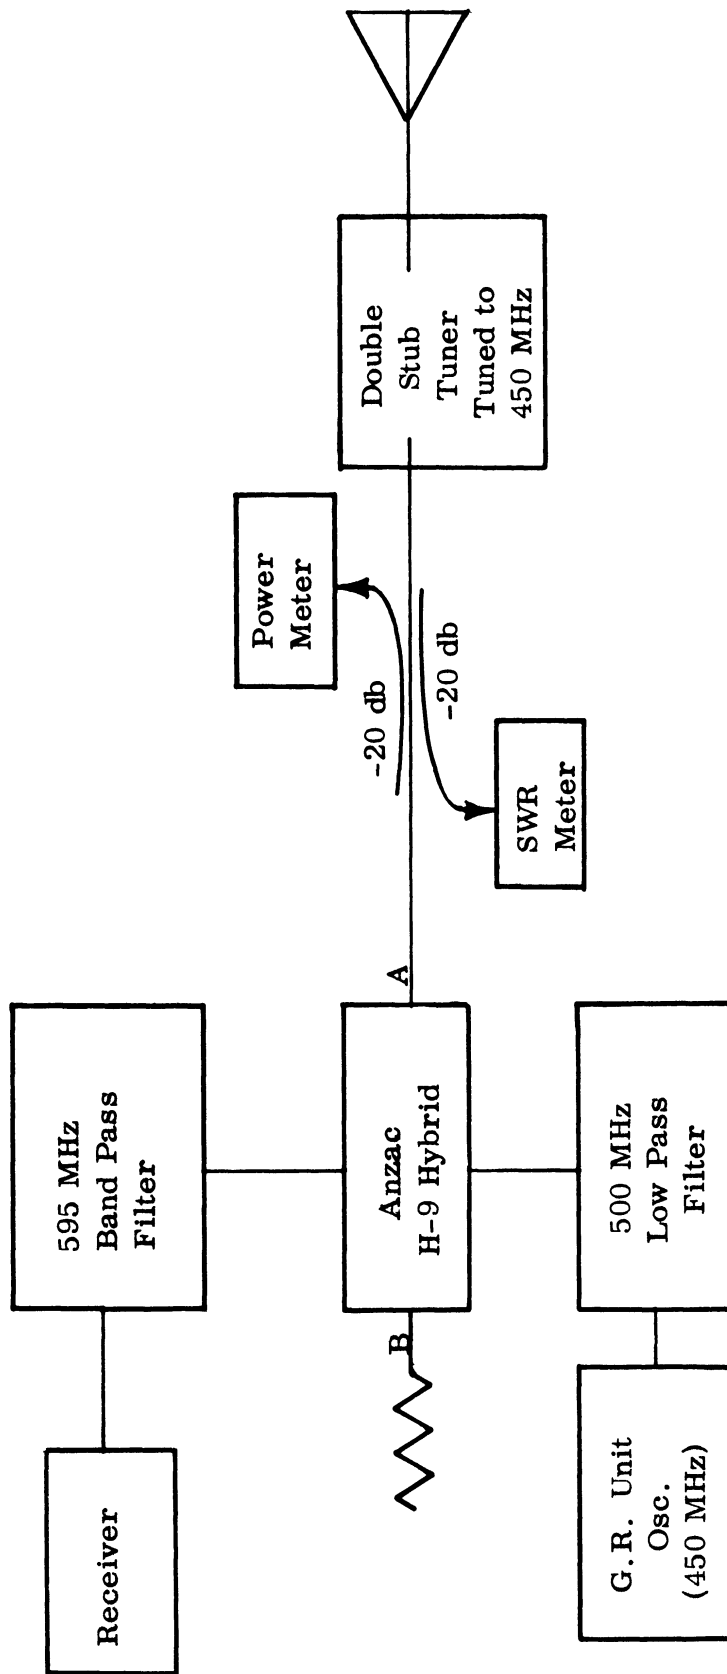 Receiver
595 MHz
Band Pass
Filter
G.R. Unit
Osc.
(450 MHz)
500 MHz
Low Pass
Filter
B
Anzac
H-9 Hybrid
A
-20 db
Power
Meter
-20 db
SWR
Meter
Double
Stub
Tuner
Tuned to
450 MHz